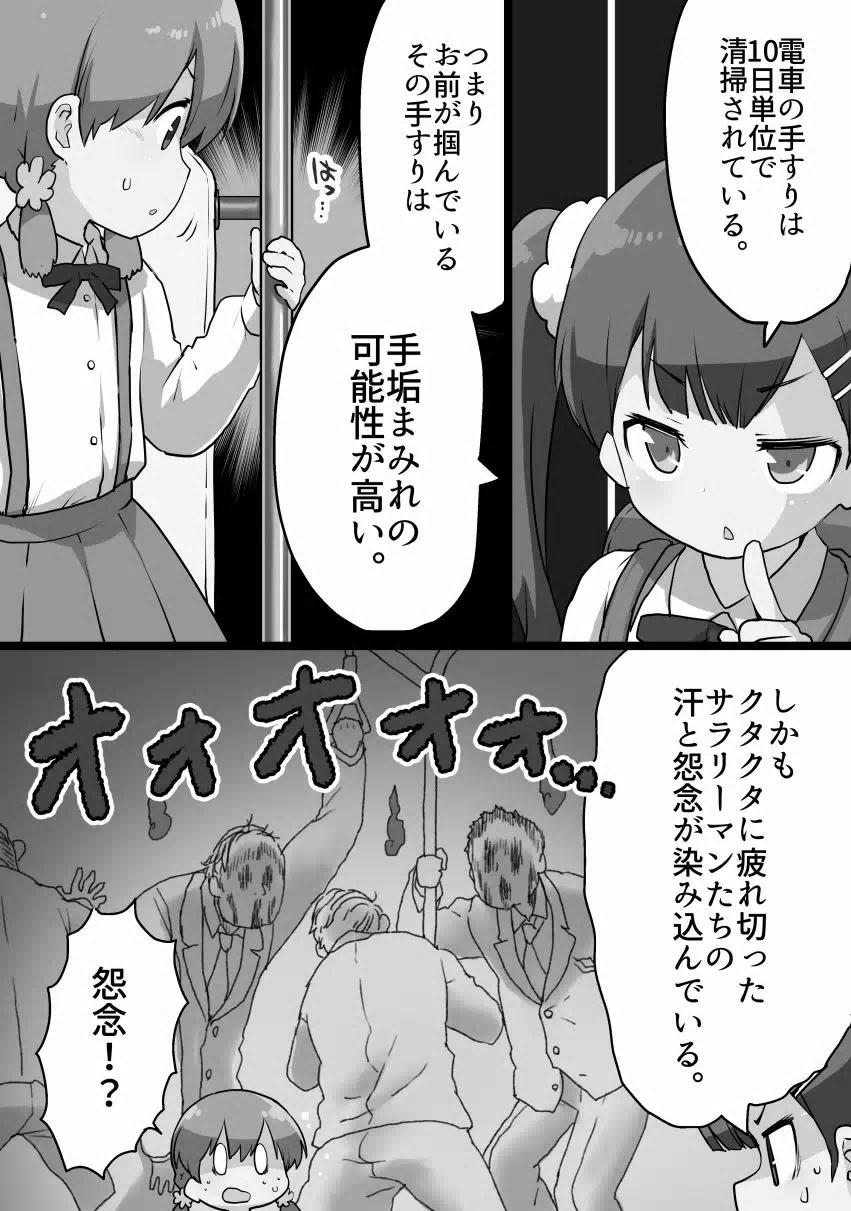 電車の手すりは
10日単位で
清掃されている。
つまり
お前が掴んでいる
その手すりは
ねっ…
手垢まみれの
可能性が高い。
しかも
クタクタに疲れ切った
サラリーマンたちの
汗と怨念が染み込んでいる。
オオオオオ…
怨念！？